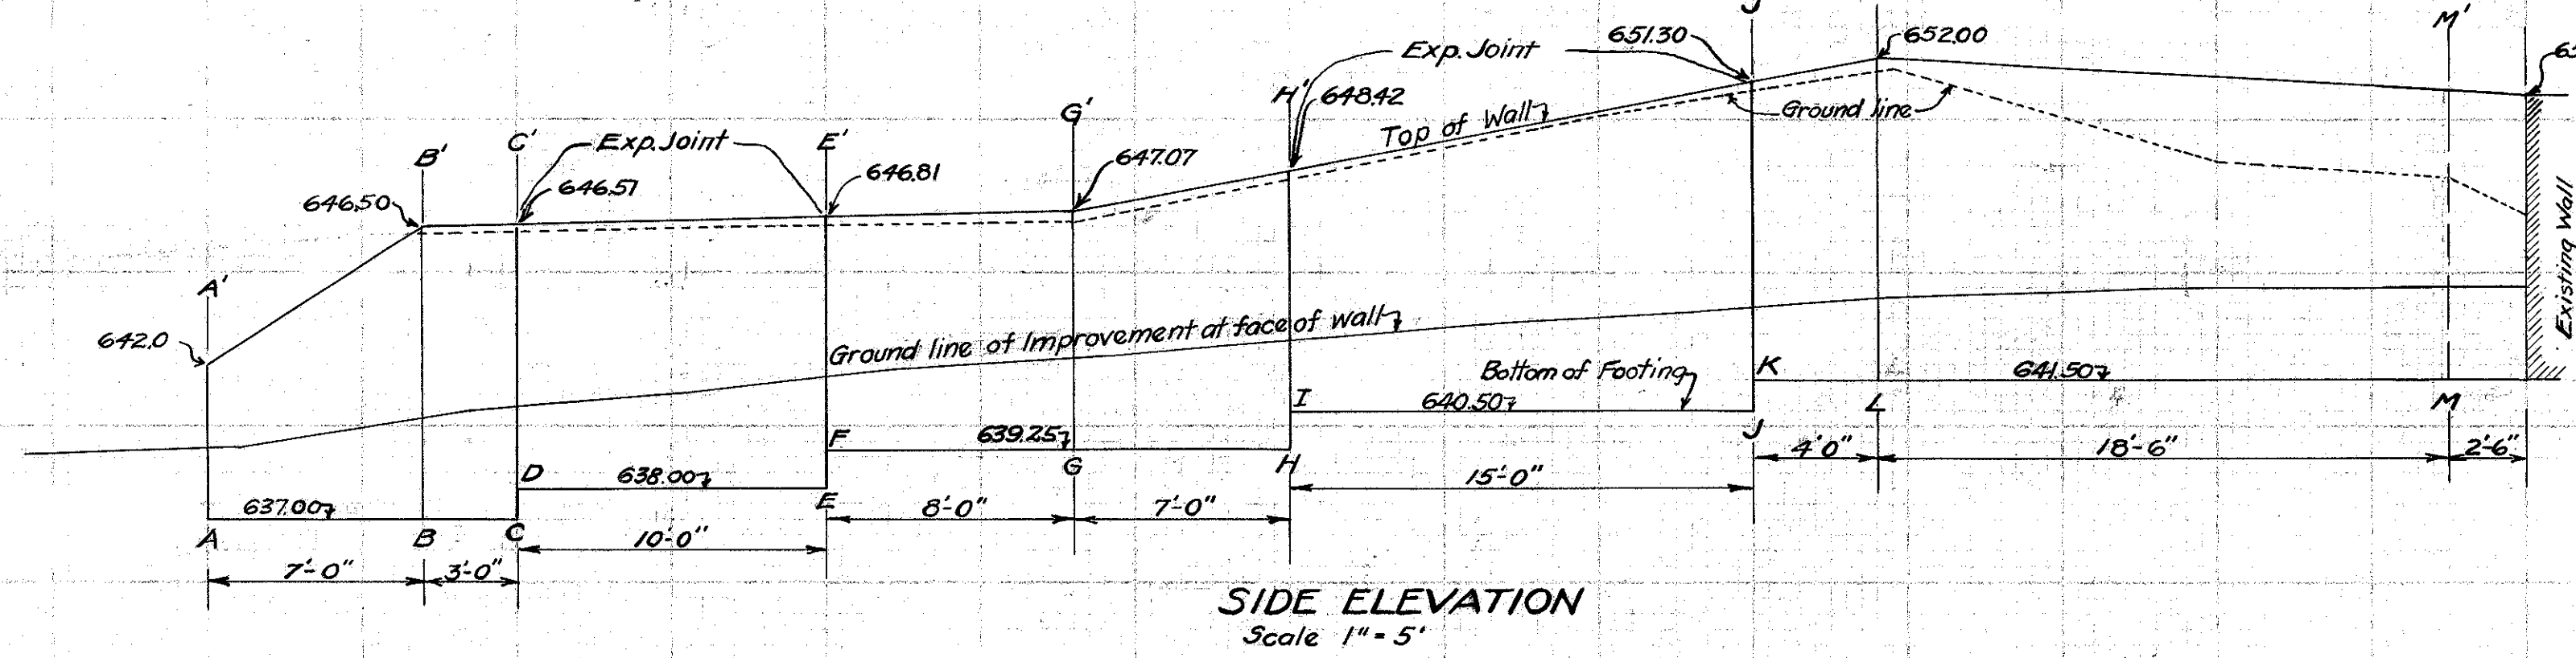 J'
M'
651.30
652.00
Exp. Joint
H'
648.42
Top of Wall
Ground line
G'
C'
Exp. Joint
E'
B'
647.07
646.81
646.57
646.50
Existing Wall
A'
642.0
Ground line of Improvement at face of wall
Bottom of Footing
K
641.50
I
640.50
L
M
J
F
639.25
G
H
4'-0"
18'-6"
2'-6"
D
638.00
15'-0"
E
637.00
8'-0"
7'-0"
A
B
C
10'-0"
7'-0"
3'-0"
SIDE ELEVATION
Scale 1" = 5'